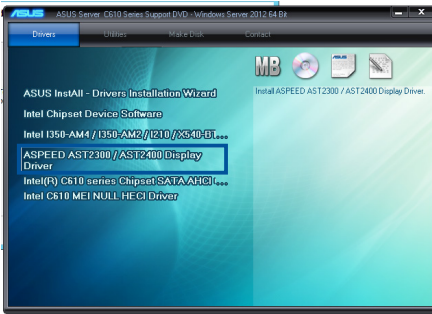 ASUS ASUS Server C610 Series Support DVD - Windows Server 2012 64 Bit
Drivers Utilities Make Disk Contact
MB
ASUS
Install ASPEED AST2300 / AST2400 Display Driver.
ASUS InstAll - Drivers Installation Wizard
Intel Chipset Device Software
Intel I350-AM4 / I350-AM2 / I210 / X540-BT...
ASPEED AST2300 / AST2400 Display
Driver
Intel(R) C610 series Chipset SATA AHCI (...
Intel C610 MEI NULL HECI Driver